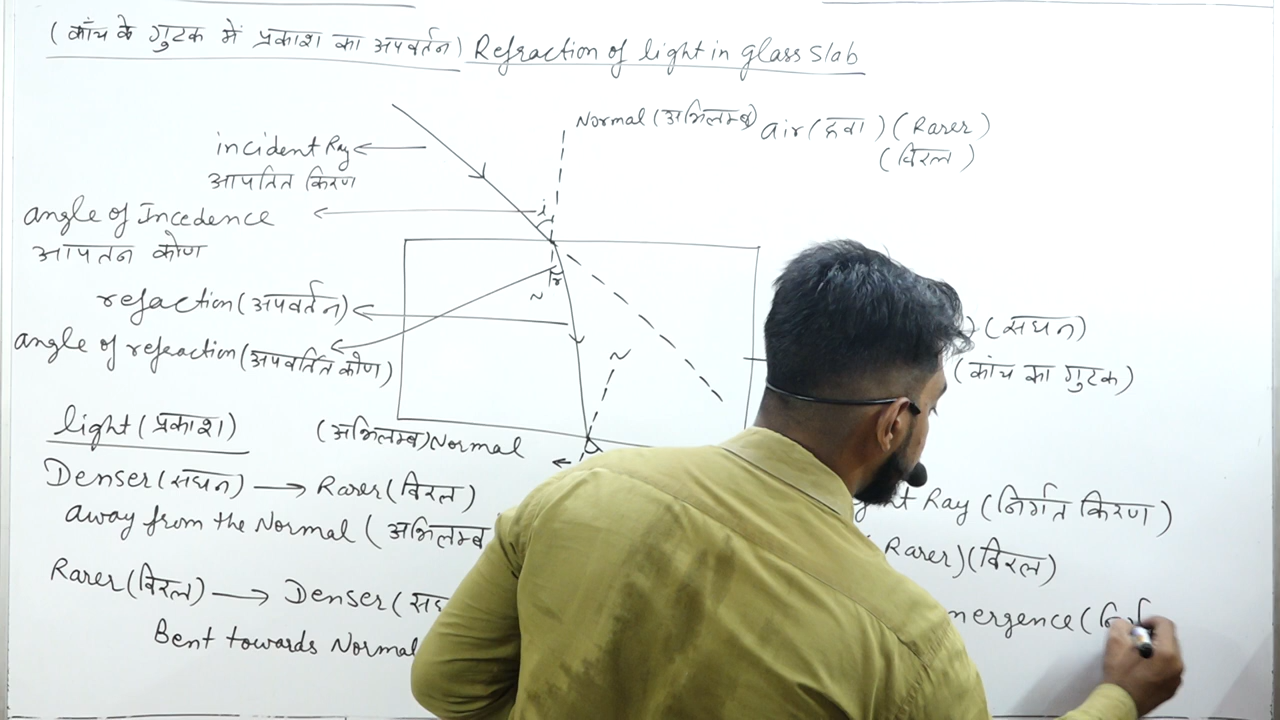 (काँच के गुटक में प्रकाश का अपवर्तन) Refraction of light in glass slab
Normal (अभिलम्ब) air (हवा) (Rarer)
(विरल)
incident Ray
आपतित किरण
angle of Incedence
आपतन कोण
i
r
refaction (अपवर्तन)
angle of refraction (अपवर्तित कोण)
(सघन)
(कांच का गुटक)
light (प्रकाश)
(अभिलम्ब) Normal
Denser (सघन) → Rarer (विरल)
away from the Normal (अभिलम्ब
Rarer (विरल) → Denser (सघ
Bent towards Normal
Ray (निर्गत किरण)
Rarer) (विरल)
mergence (